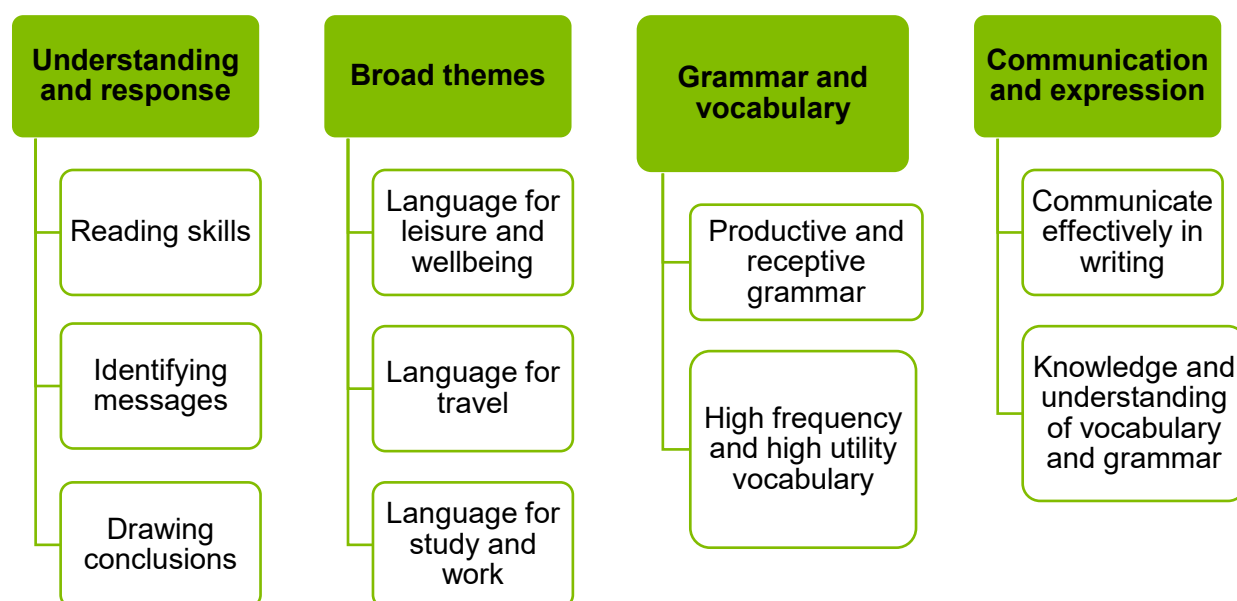 Understanding
and response
Reading skills
Identifying
messages
Drawing
conclusions
Broad themes
Language for
leisure and
wellbeing
Language for
travel
Language for
study and
work
Grammar and
vocabulary
Productive and
receptive
grammar
High frequency
and high utility
vocabulary
Communication
and expression
Communicate
effectively in
writing
Knowledge and
understanding
of vocabulary
and grammar